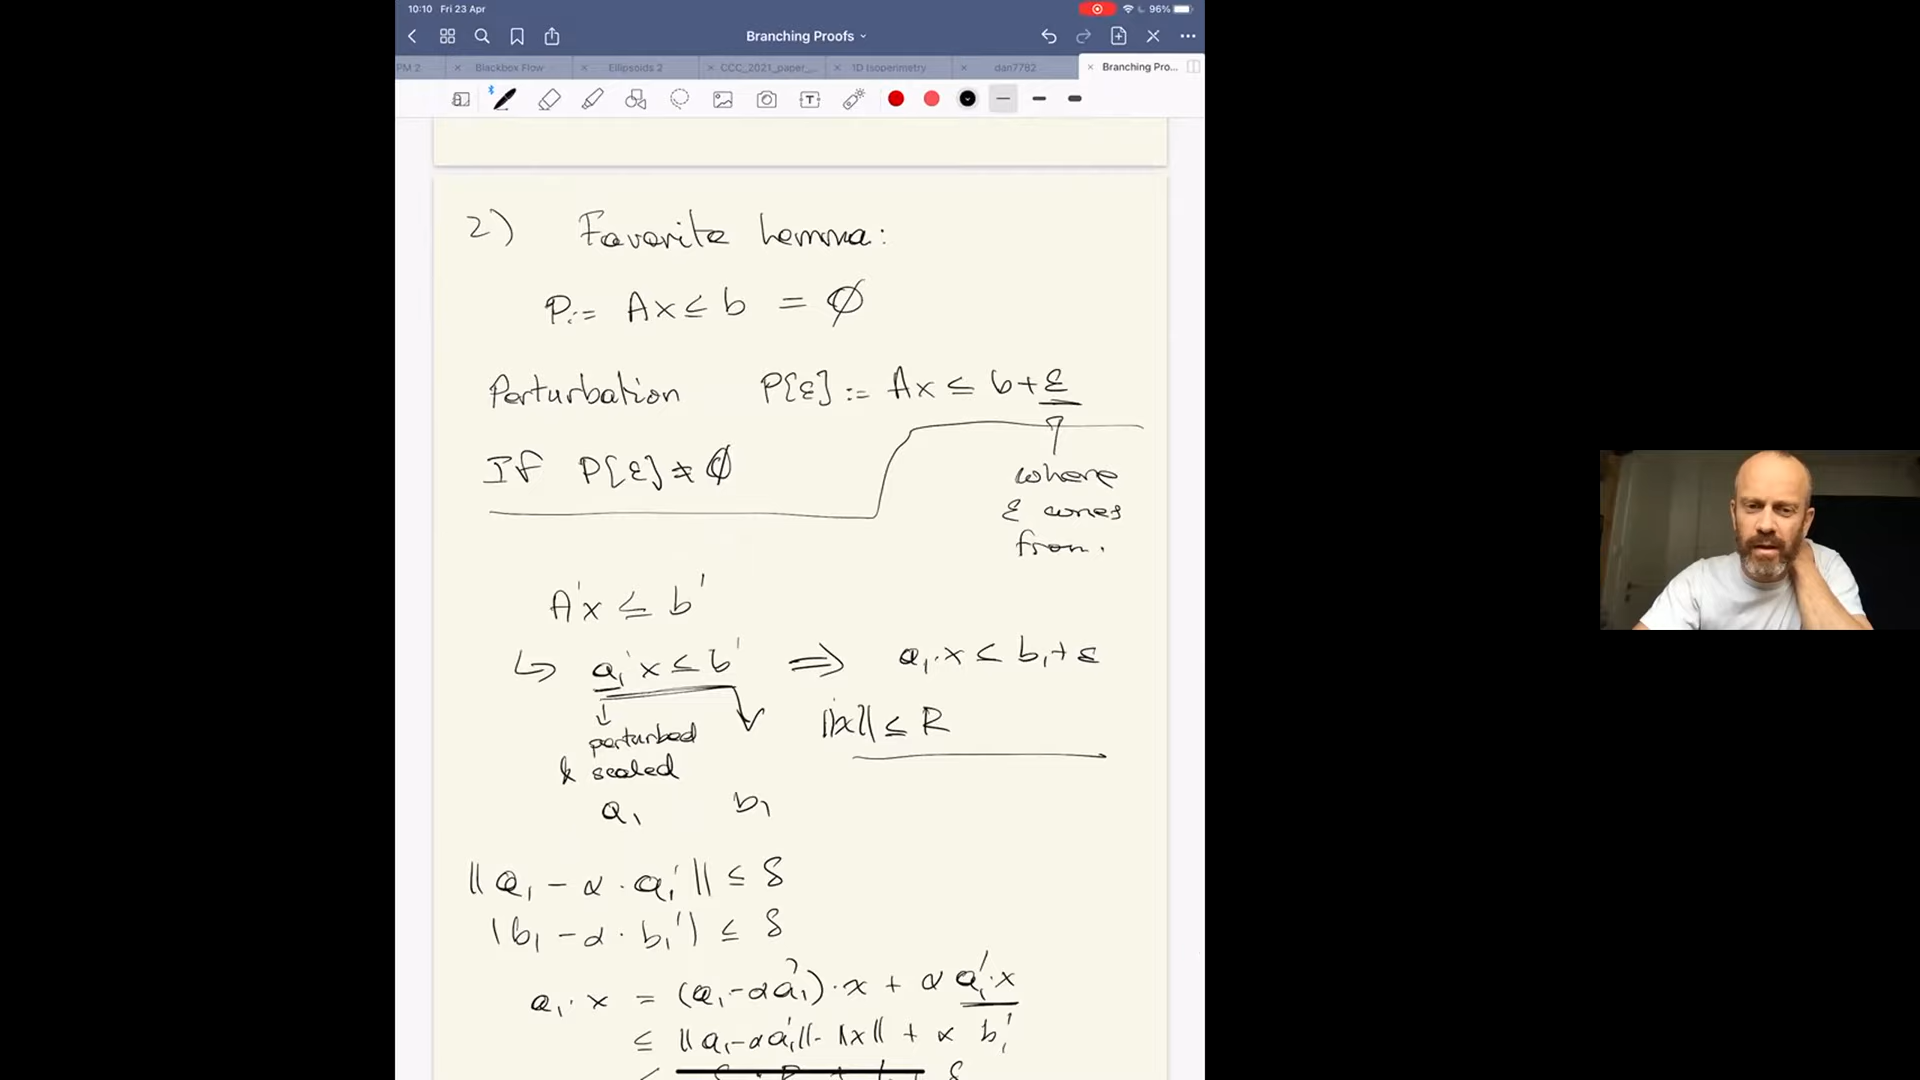 10:10 Fri 23 Apr
96%
Branching Proofs
PM 2
Blackbox Flow
Ellipsoids 2
CCC_2021_paper_...
1D Isoperimetry
dan7782
Branching Pro...
2) Favorite Lemma:
P := Ax ≤ b = ∅
Perturbation P[ε] := Ax ≤ b + ε
If P[ε] ≠ ∅
where
ε comes
from.
A'x ≤ b'
↳ a₁'x ≤ b' ⟹ a₁·x ≤ b₁ + ε
‖x‖ ≤ R
perturbed
& scaled
a₁ b₁
‖a₁ − α·a₁'‖ ≤ δ
|b₁ − α·b₁'| ≤ δ
a₁·x = (a₁ − αa₁')·x + α a₁'·x
≤ ‖a₁ − αa₁'‖·‖x‖ + α b₁'